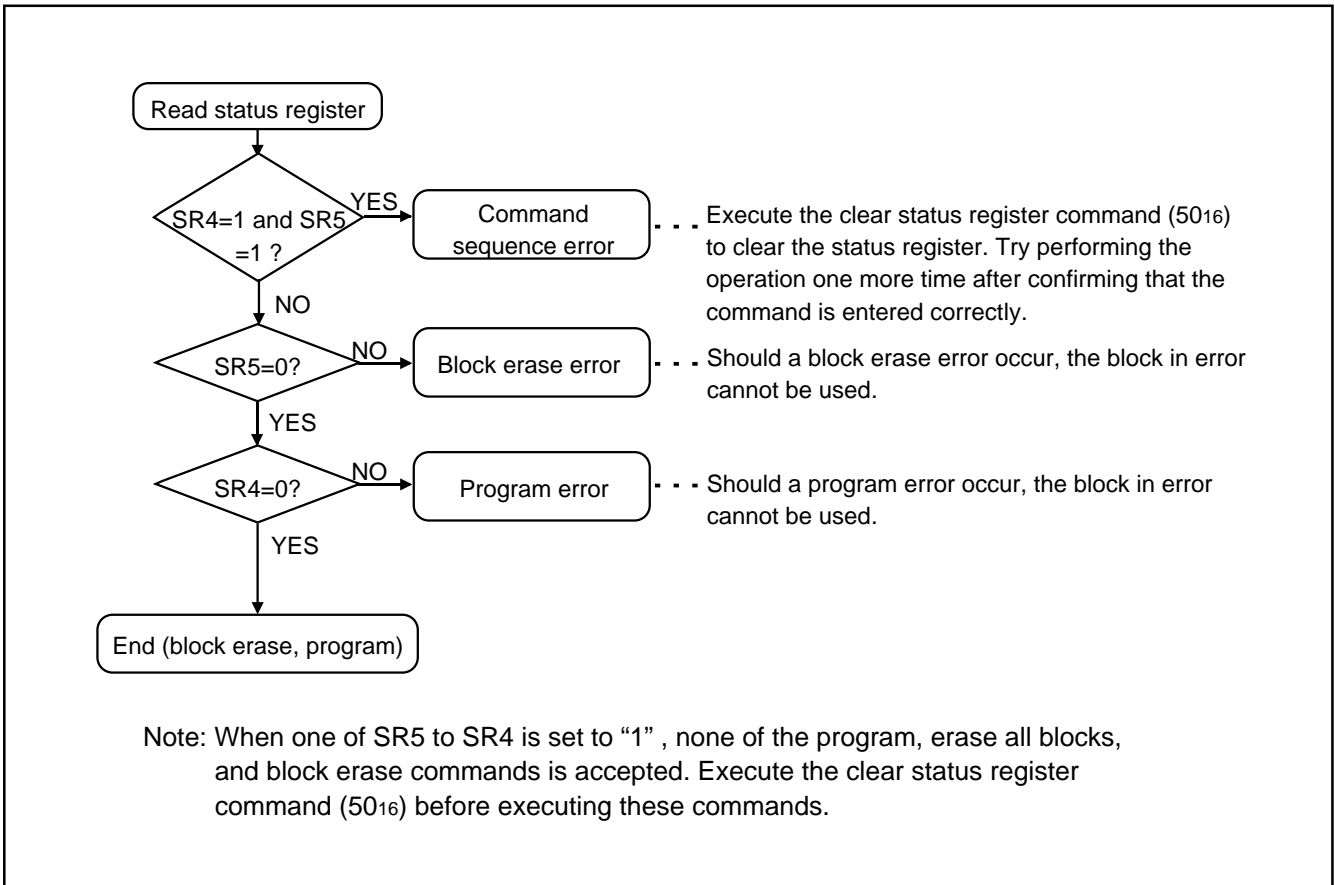 Read status register
SR4=1 and SR5
=1 ?
YES
Command
sequence error
Execute the clear status register command (5016)
to clear the status register. Try performing the
operation one more time after confirming that the
command is entered correctly.
NO
SR5=0?
NO
Block erase error
Should a block erase error occur, the block in error
cannot be used.
YES
SR4=0?
NO
Program error
Should a program error occur, the block in error
cannot be used.
YES
End (block erase, program)
Note: When one of SR5 to SR4 is set to “1” , none of the program, erase all blocks,
and block erase commands is accepted. Execute the clear status register
command (5016) before executing these commands.